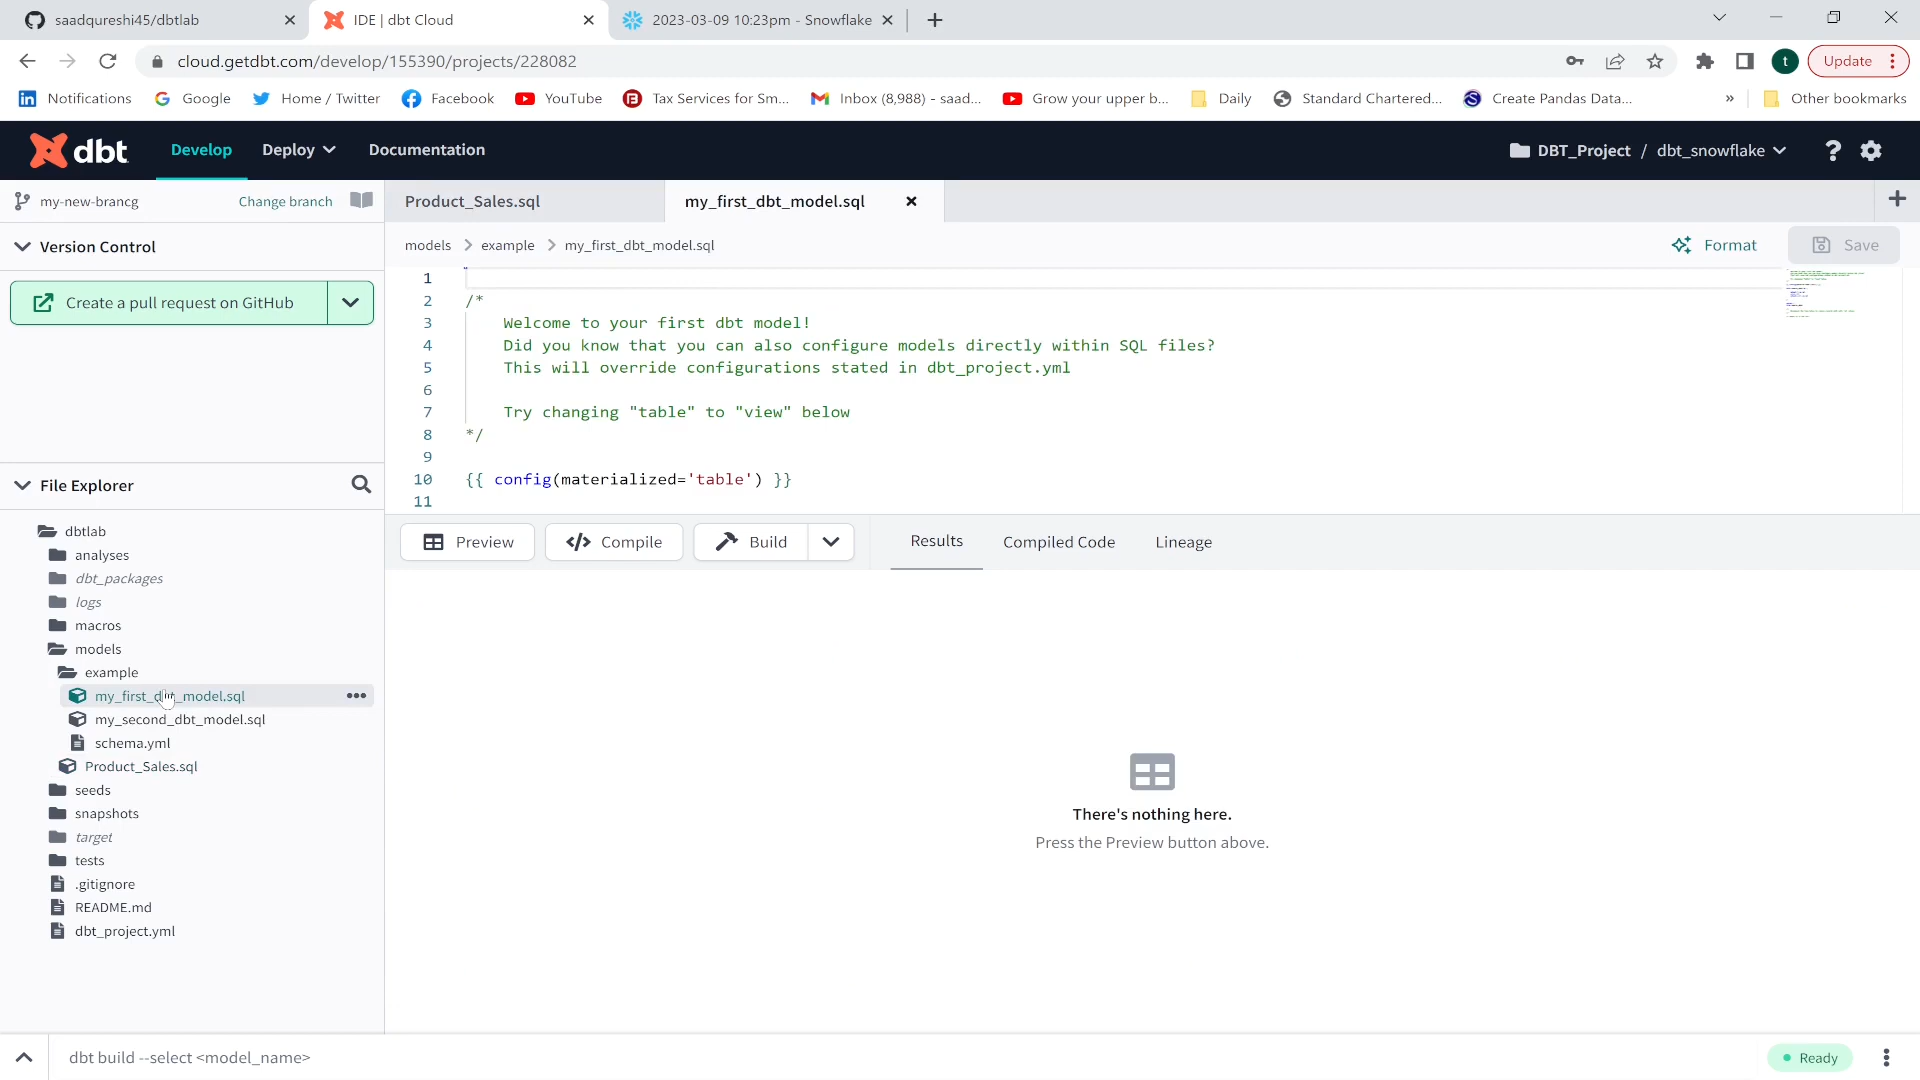 saadqureshi45/dbtlab
IDE | dbt Cloud
2023-03-09 10:23pm - Snowflake
cloud.getdbt.com/develop/155390/projects/228082
t
Update
Notifications
Google
Home / Twitter
Facebook
YouTube
Tax Services for Sm...
Inbox (8,988) - saad...
Grow your upper b...
Daily
Standard Chartered...
Create Pandas Data...
»
Other bookmarks
dbt
Develop
Deploy
Documentation
DBT_Project / dbt_snowflake
my-new-brancg
Change branch
Product_Sales.sql
my_first_dbt_model.sql
Version Control
models > example > my_first_dbt_model.sql
Format
Save
Create a pull request on GitHub
1
2 /*
3 Welcome to your first dbt model!
4 Did you know that you can also configure models directly within SQL files?
5 This will override configurations stated in dbt_project.yml
6
7 Try changing "table" to "view" below
8 */
9
10 {{ config(materialized='table') }}
11
File Explorer
dbtlab
analyses
dbt_packages
logs
macros
models
example
my_first_dbt_model.sql
my_second_dbt_model.sql
schema.yml
Product_Sales.sql
seeds
snapshots
target
tests
.gitignore
README.md
dbt_project.yml
Preview
Compile
Build
Results
Compiled Code
Lineage
There's nothing here.
Press the Preview button above.
dbt build --select <model_name>
Ready